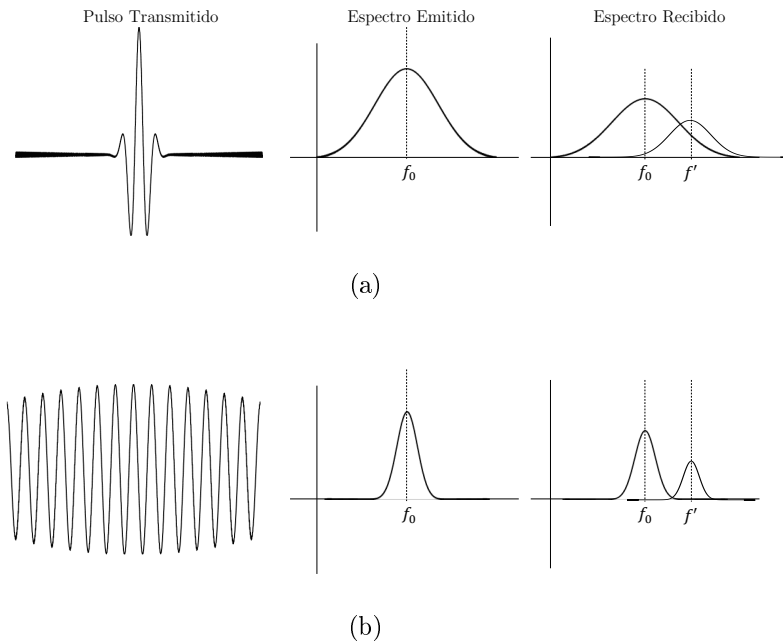 Pulso Transmitido Espectro Emitido Espectro Recibido
f₀ f₀ f′
(a)
f₀ f₀ f′
(b)